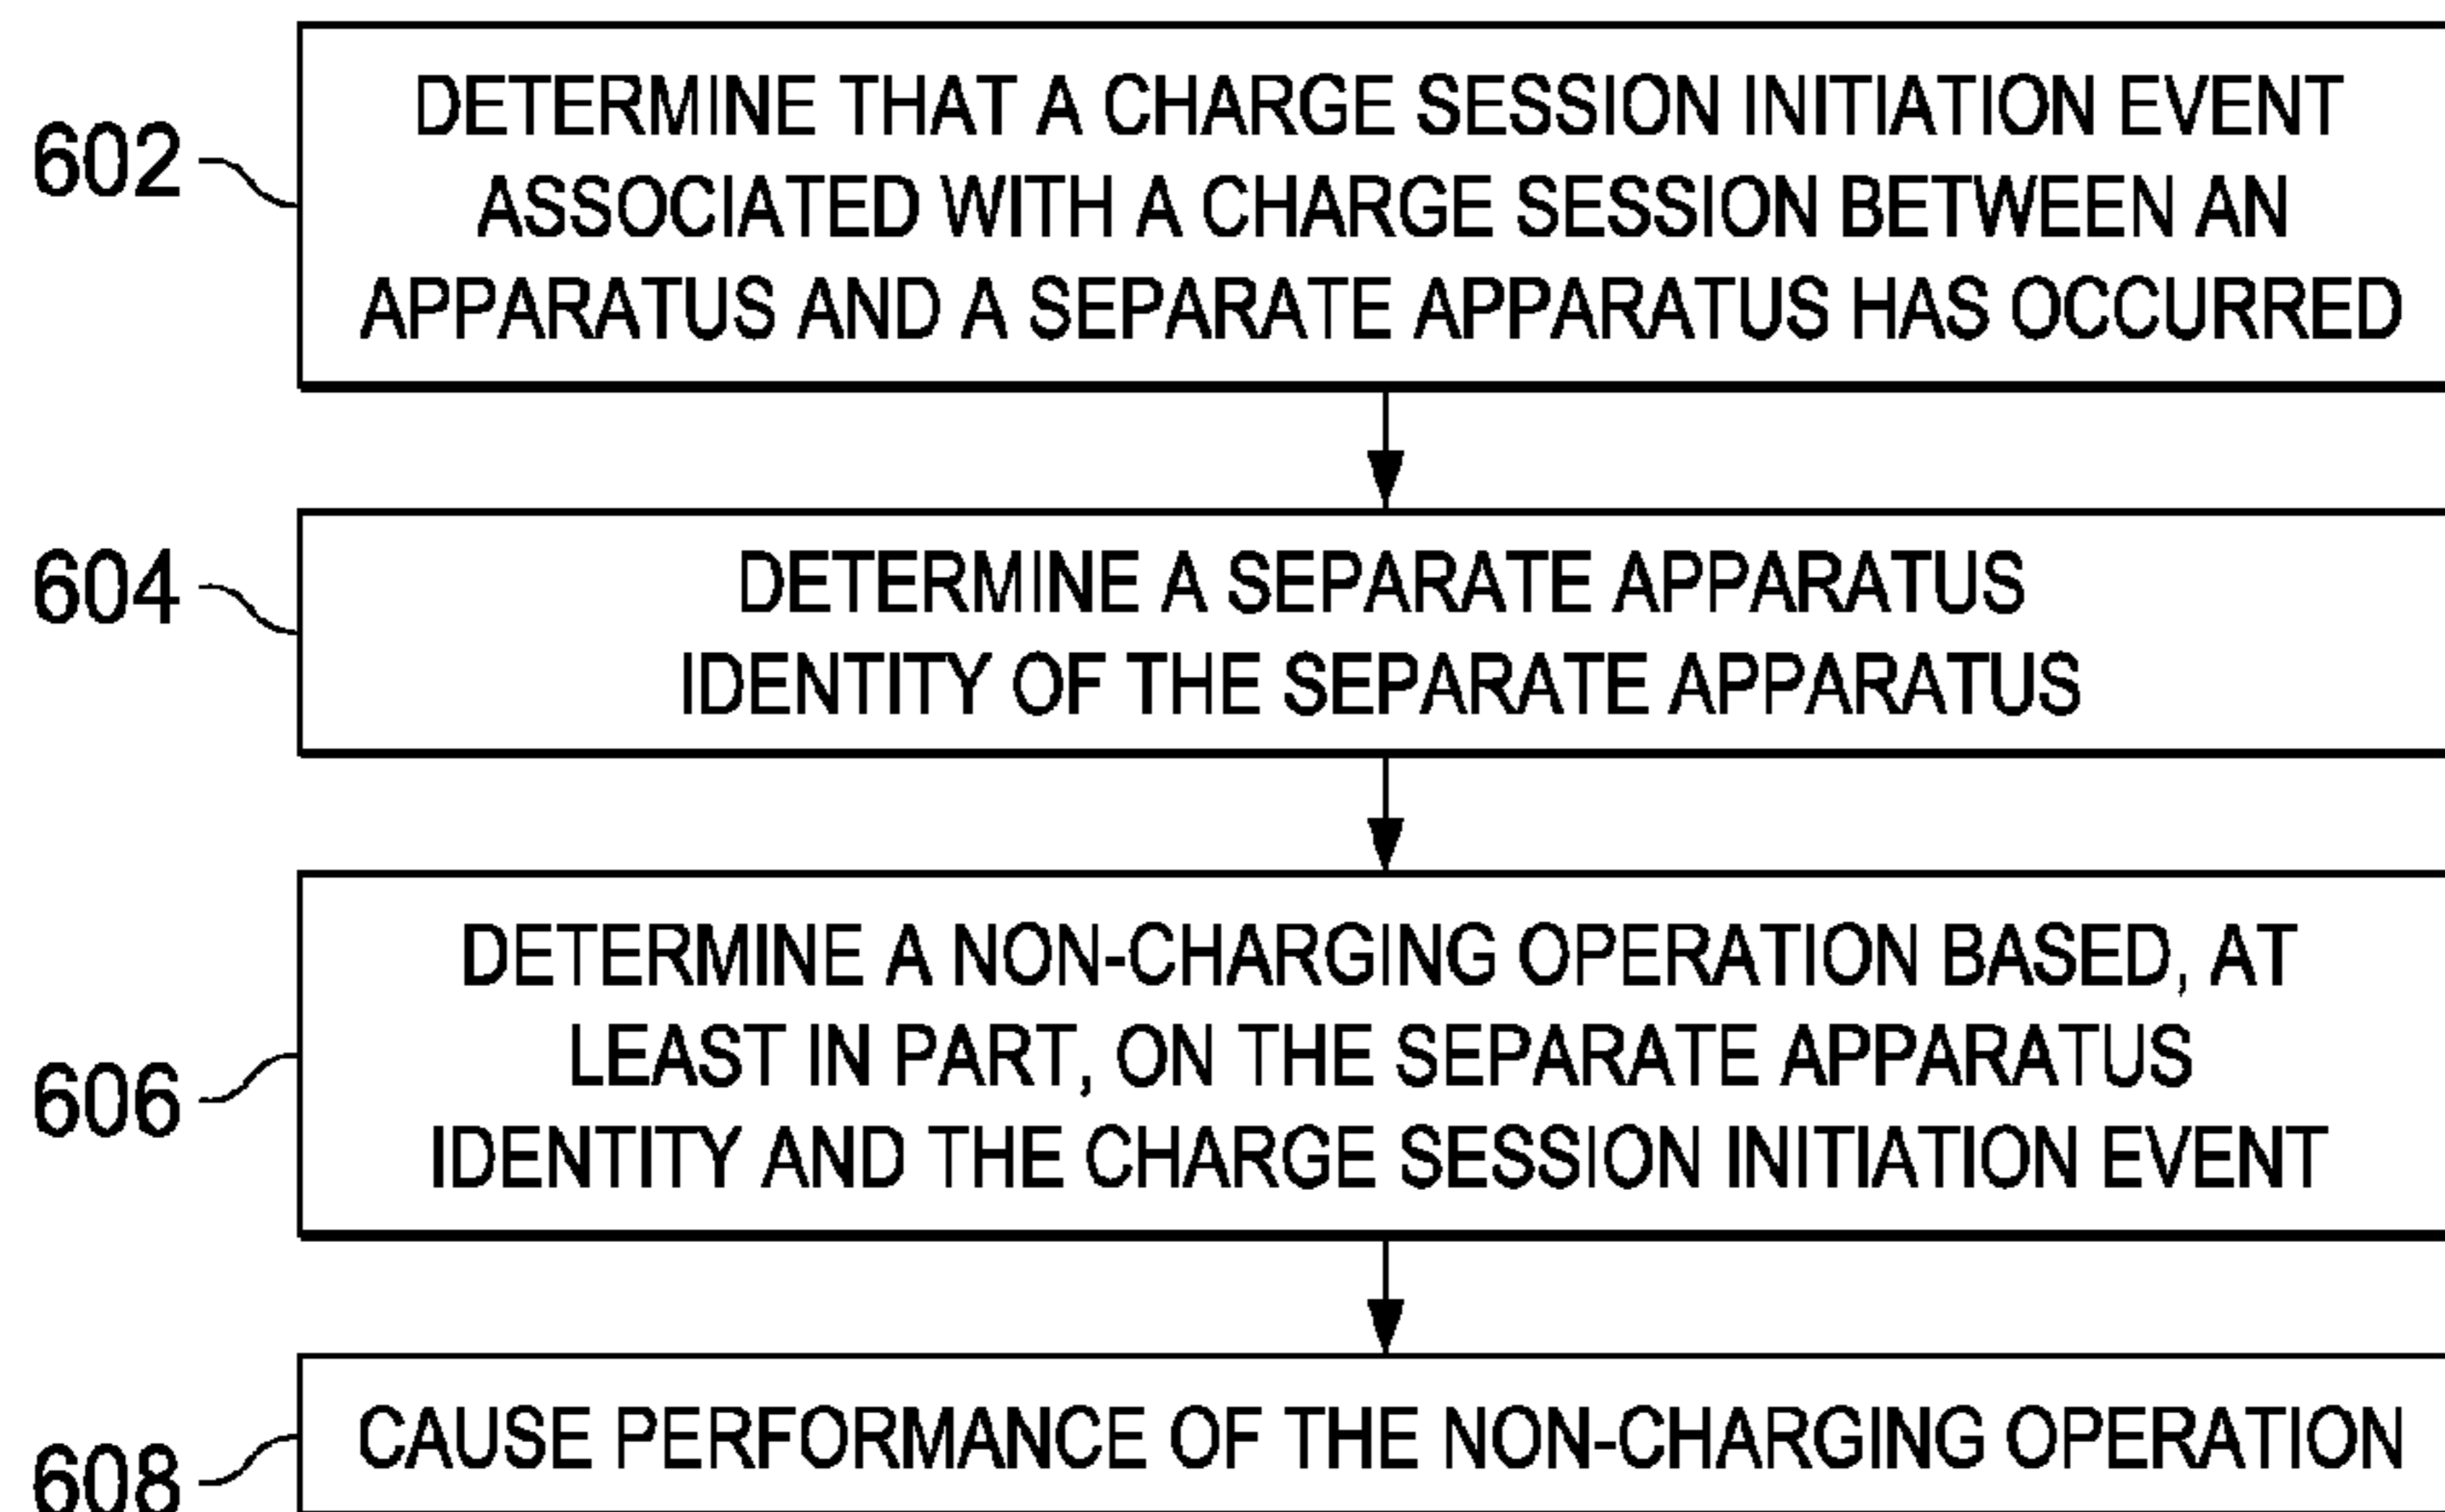 602
DETERMINE THAT A CHARGE SESSION INITIATION EVENT
ASSOCIATED WITH A CHARGE SESSION BETWEEN AN
APPARATUS AND A SEPARATE APPARATUS HAS OCCURRED
604
DETERMINE A SEPARATE APPARATUS
IDENTITY OF THE SEPARATE APPARATUS
606
DETERMINE A NON-CHARGING OPERATION BASED, AT
LEAST IN PART, ON THE SEPARATE APPARATUS
IDENTITY AND THE CHARGE SESSION INITIATION EVENT
608
CAUSE PERFORMANCE OF THE NON-CHARGING OPERATION